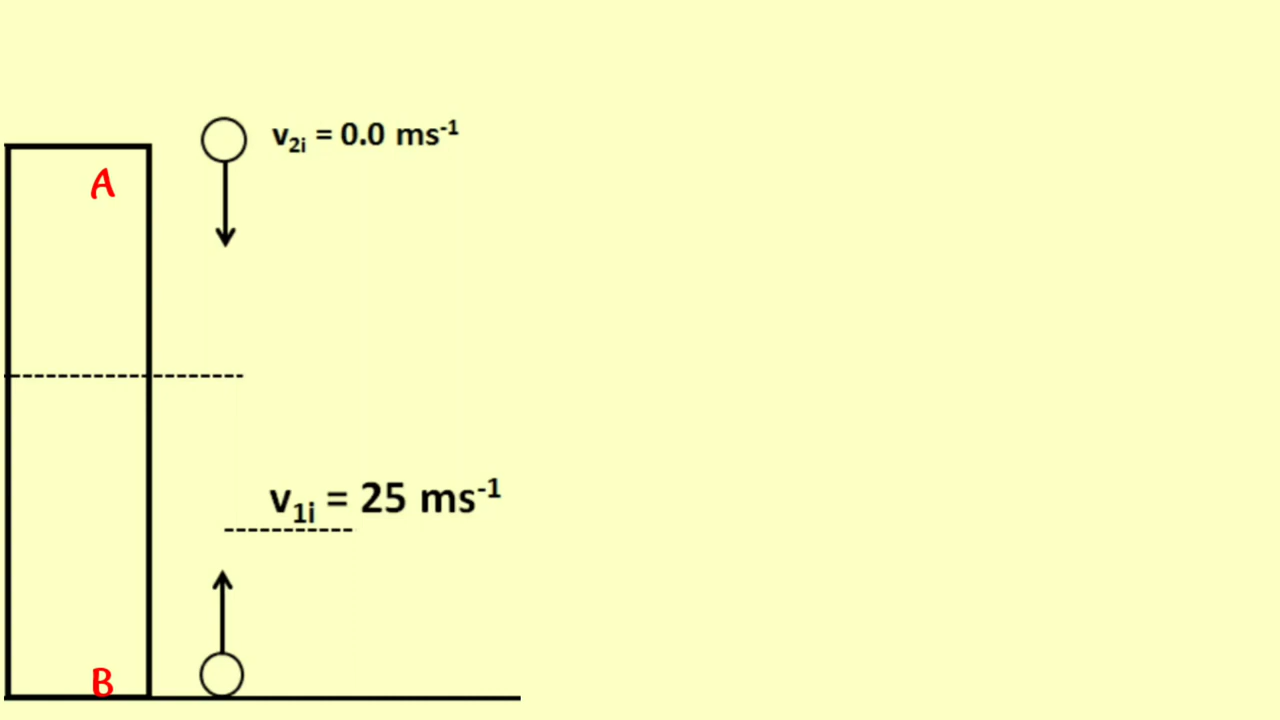 v₂ᵢ = 0.0 ms⁻¹
A
v₁ᵢ = 25 ms⁻¹
B